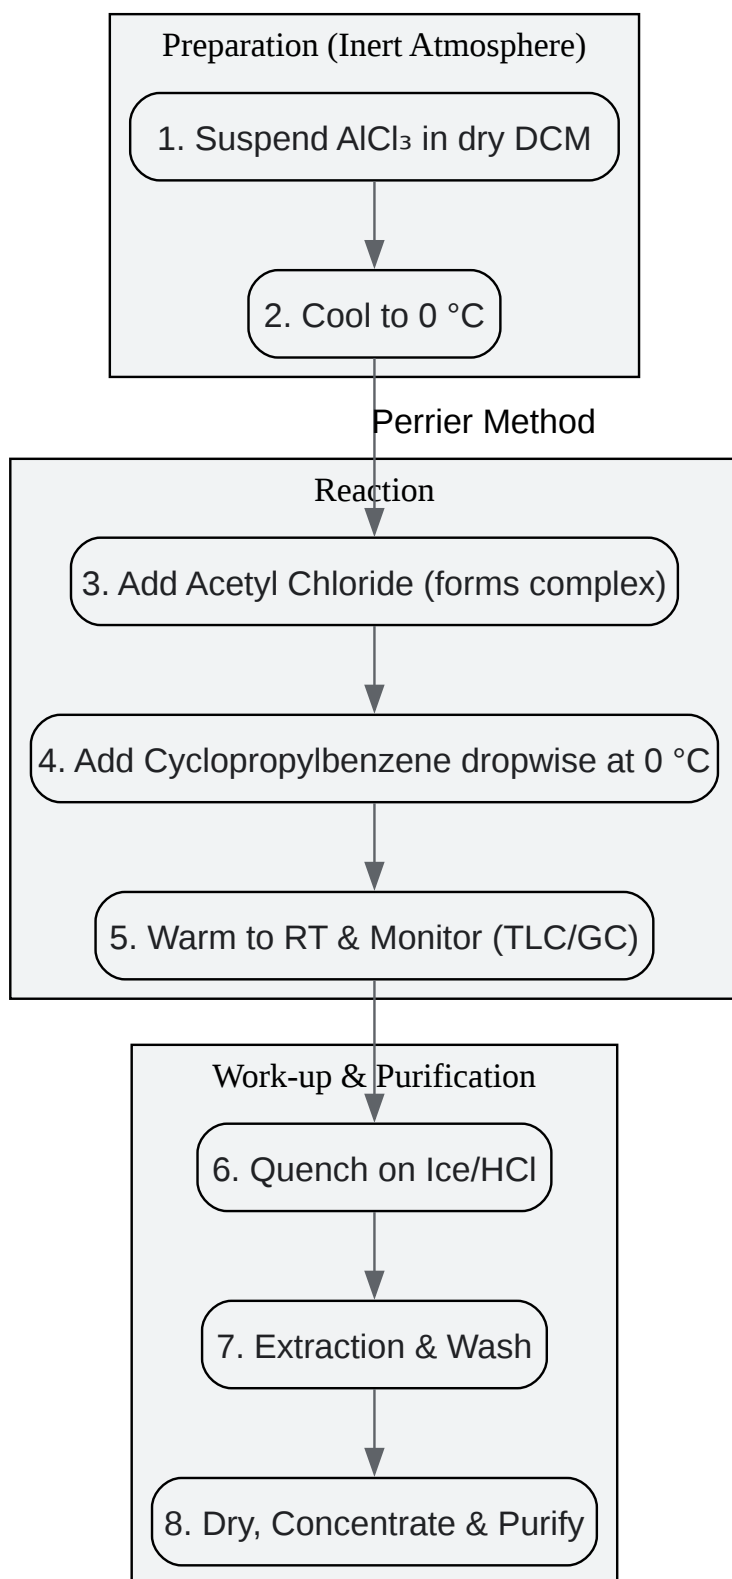 Preparation (Inert Atmosphere)
1. Suspend AlCl₃ in dry DCM
2. Cool to 0 °C
Perrier Method
Reaction
3. Add Acetyl Chloride (forms complex)
4. Add Cyclopropylbenzene dropwise at 0 °C
5. Warm to RT & Monitor (TLC/GC)
Work-up & Purification
6. Quench on Ice/HCl
7. Extraction & Wash
8. Dry, Concentrate & Purify